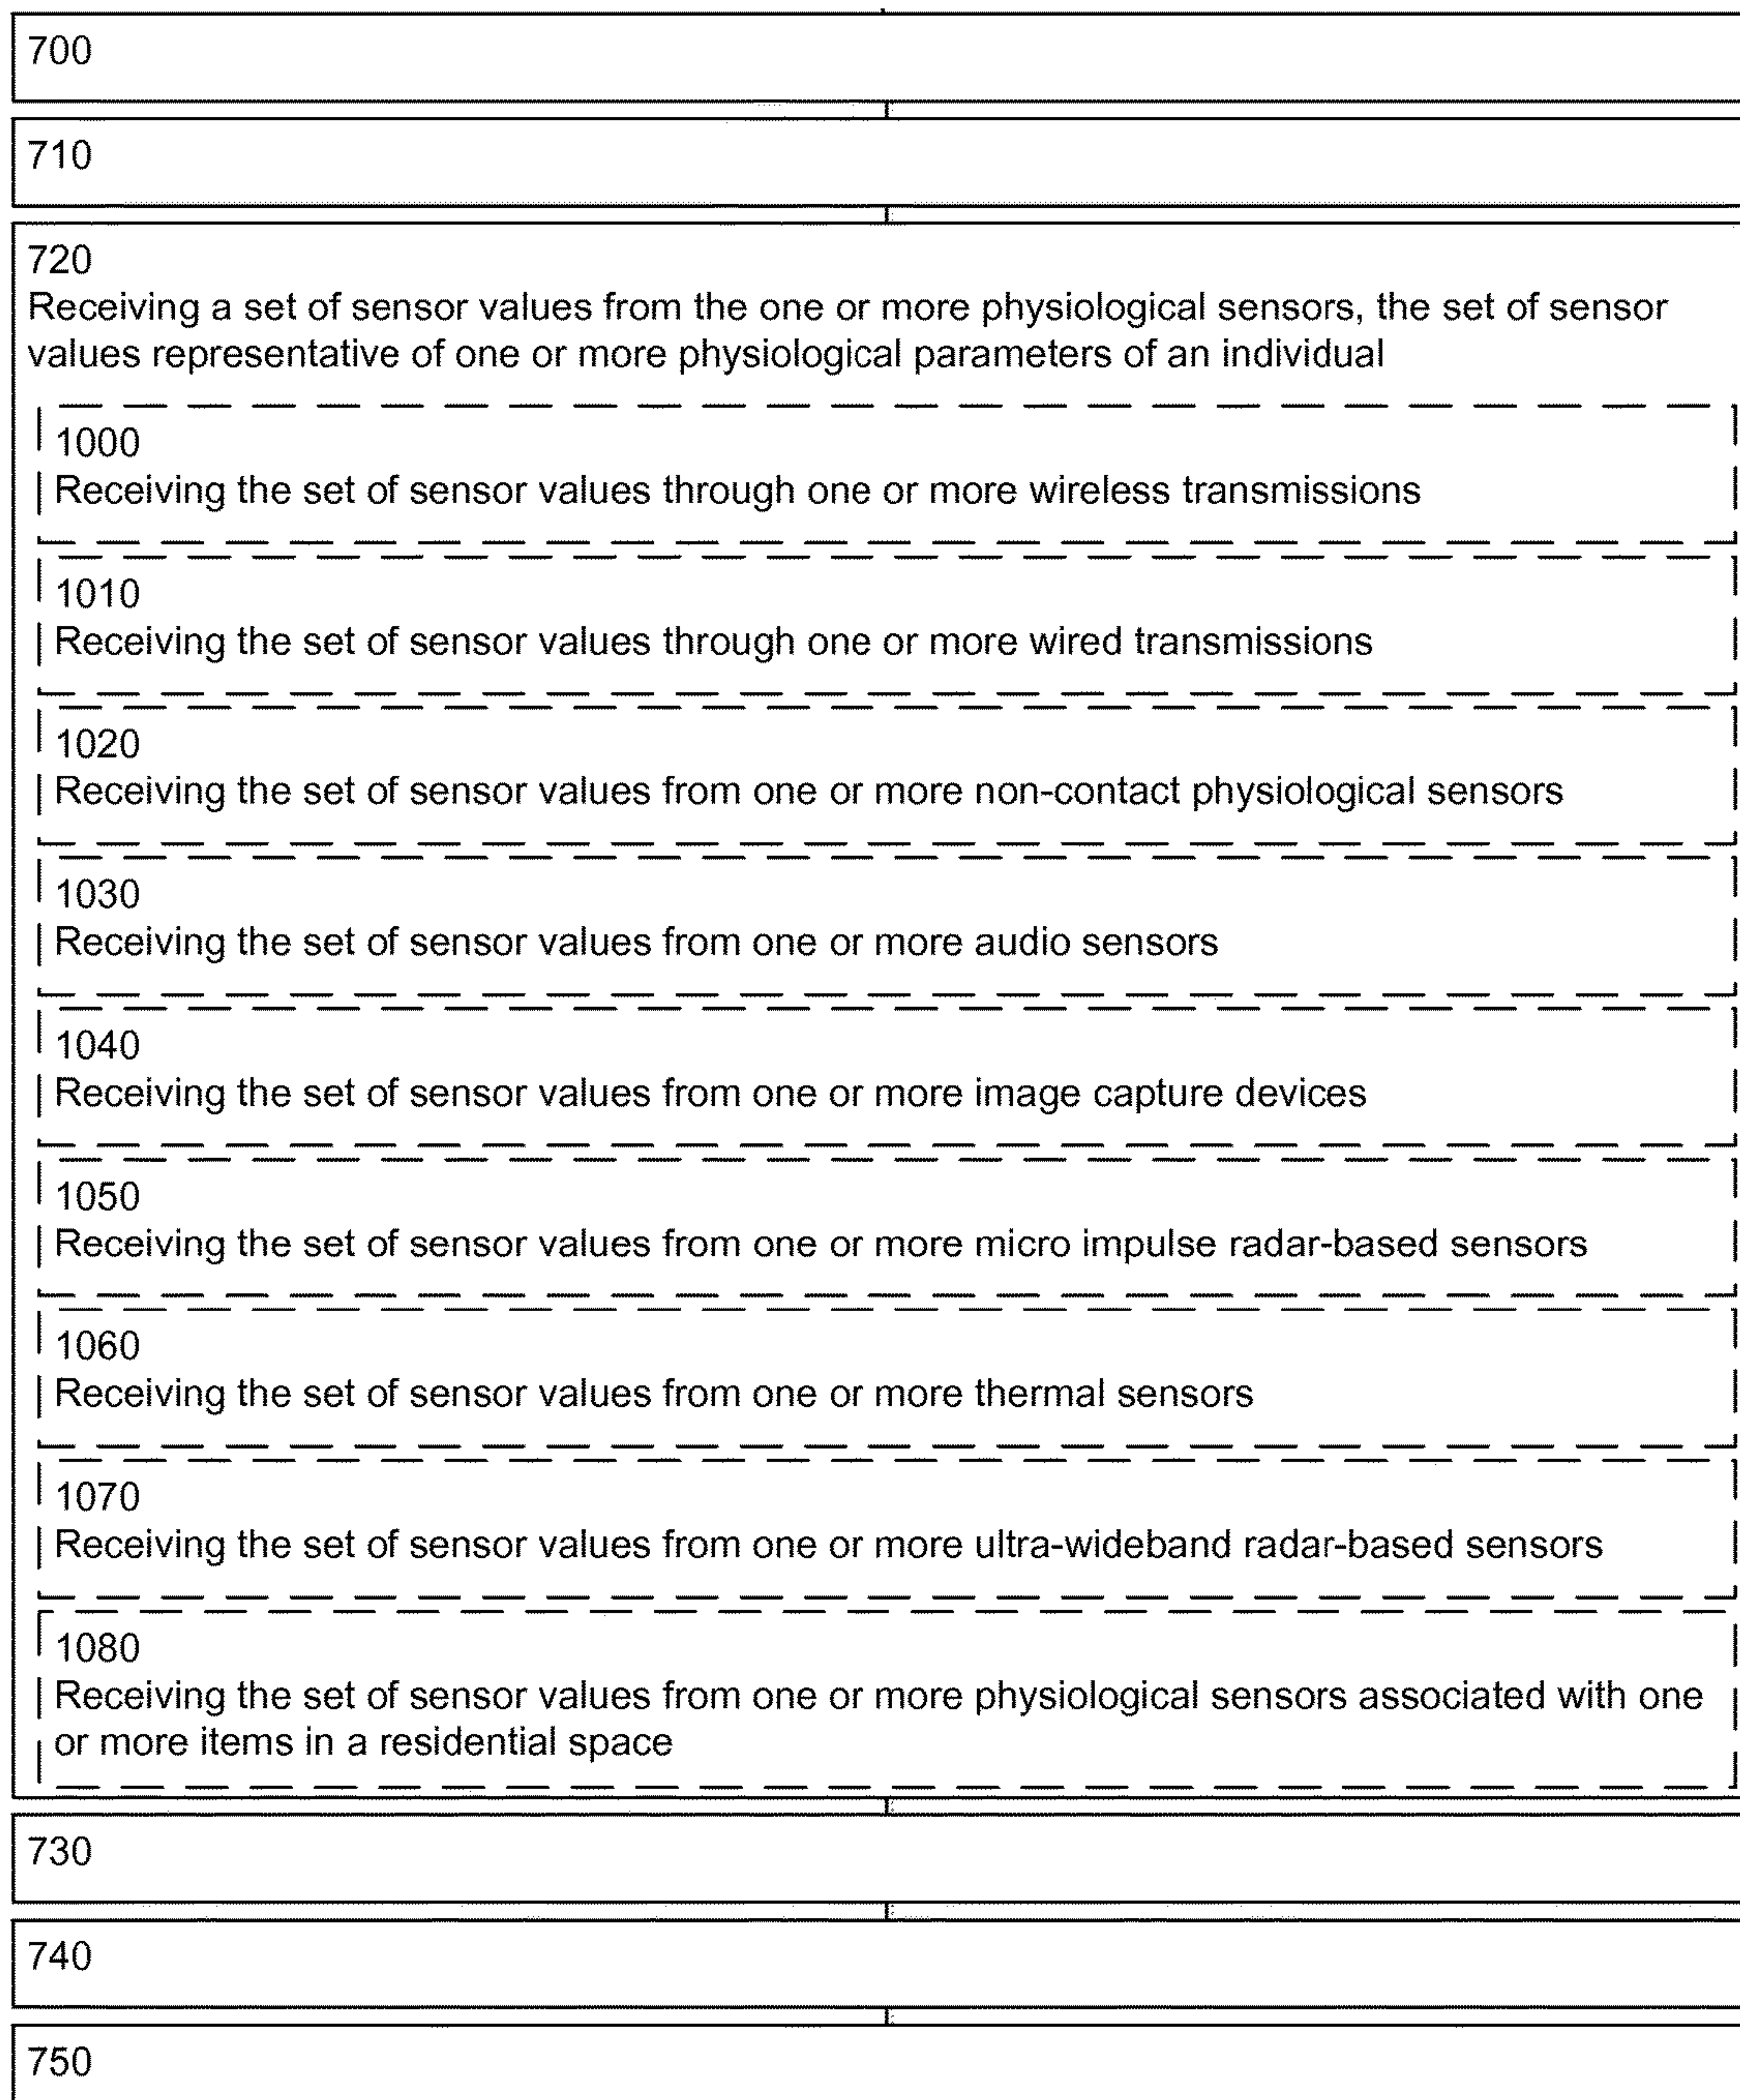 700
710
720
Receiving a set of sensor values from the one or more physiological sensors, the set of sensor
values representative of one or more physiological parameters of an individual
1000
Receiving the set of sensor values through one or more wireless transmissions
1010
Receiving the set of sensor values through one or more wired transmissions
1020
Receiving the set of sensor values from one or more non-contact physiological sensors
1030
Receiving the set of sensor values from one or more audio sensors
1040
Receiving the set of sensor values from one or more image capture devices
1050
Receiving the set of sensor values from one or more micro impulse radar-based sensors
1060
Receiving the set of sensor values from one or more thermal sensors
1070
Receiving the set of sensor values from one or more ultra-wideband radar-based sensors
1080
Receiving the set of sensor values from one or more physiological sensors associated with one
or more items in a residential space
730
740
750